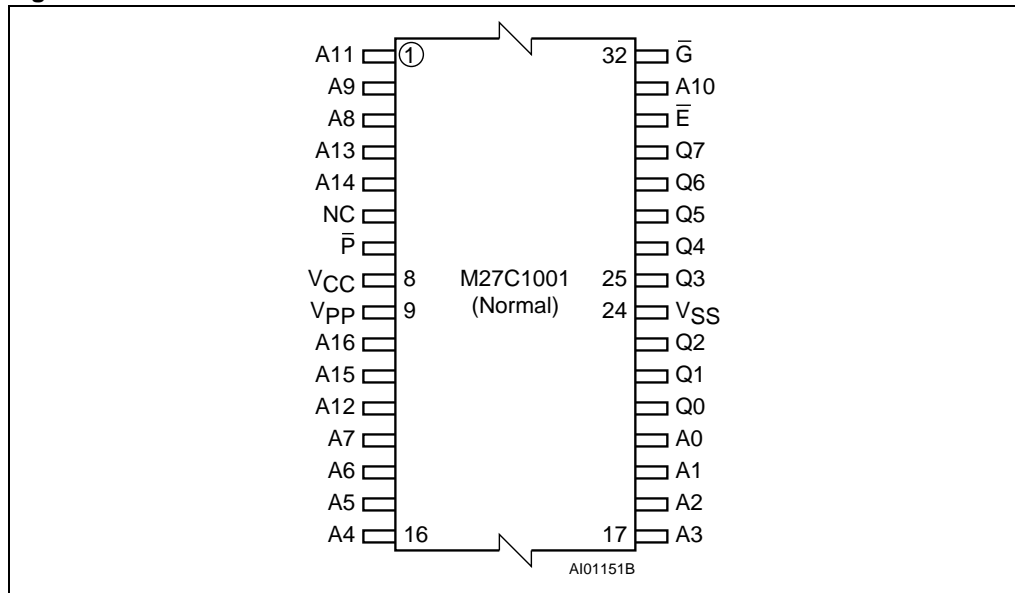 A11 1 32 G̅
A9 A10
A8 E̅
A13 Q7
A14 Q6
NC Q5
P̅ Q4
VCC 8 M27C1001 25 Q3
VPP 9 (Normal) 24 VSS
A16 Q2
A15 Q1
A12 Q0
A7 A0
A6 A1
A5 A2
A4 16 17 A3
AI01151B